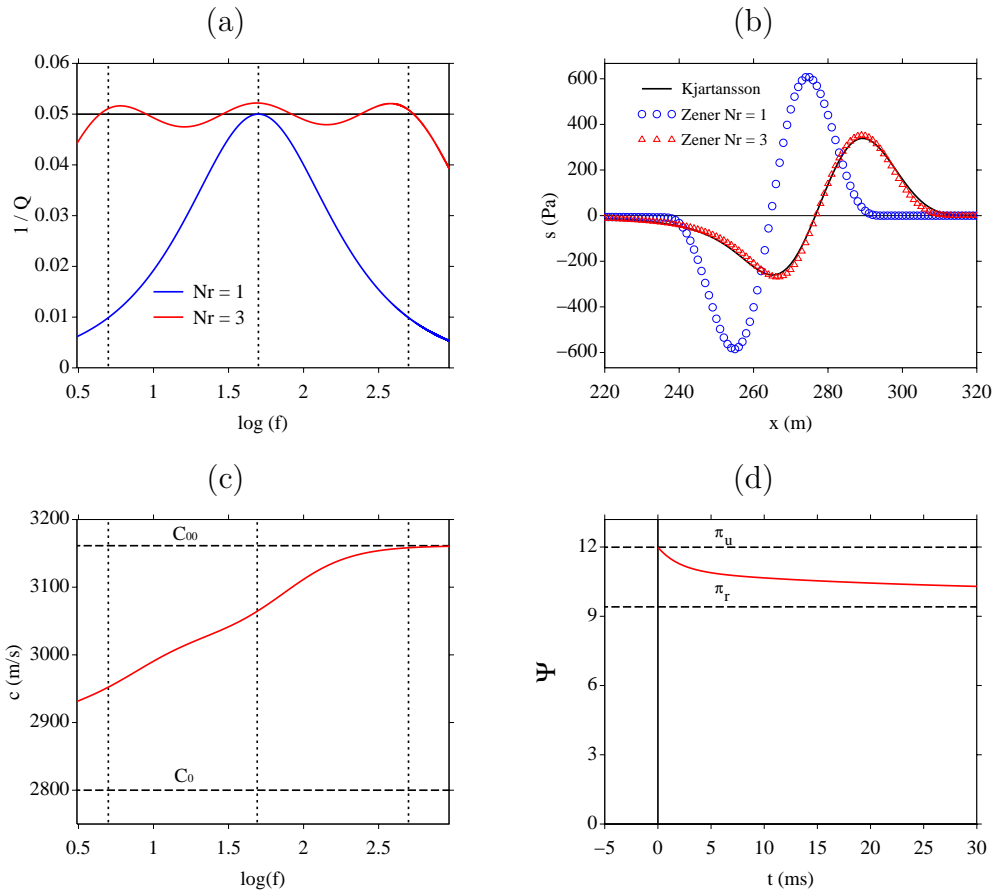 (a)
0.06
0.05
0.04
0.03
0.02
0.01
0
1 / Q
Nr = 1
Nr = 3
0.5 1 1.5 2 2.5
log (f)
(b)
600
400
200
0
−200
−400
−600
s (Pa)
Kjartansson
Zener Nr = 1
Zener Nr = 3
220 240 260 280 300 320
x (m)
(c)
3200
3100
3000
2900
2800
c (m/s)
C00
C0
0.5 1 1.5 2 2.5
log(f)
(d)
12
9
6
3
0
Ψ
πu
πr
−5 0 5 10 15 20 25 30
t (ms)